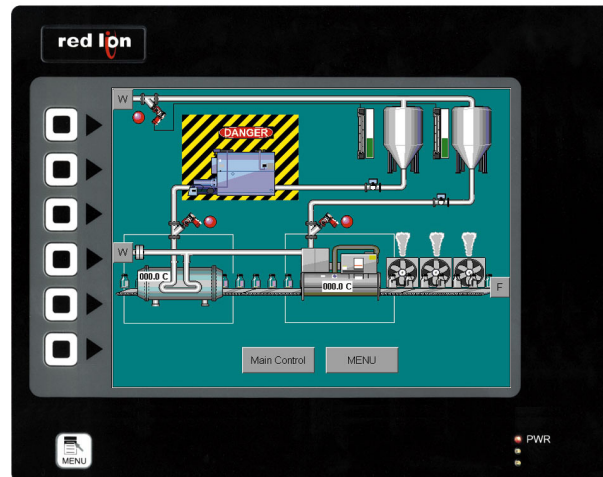 red lion
W
DANGER
W
000.0 C
000.0 C
F
Main Control
MENU
MENU
PWR